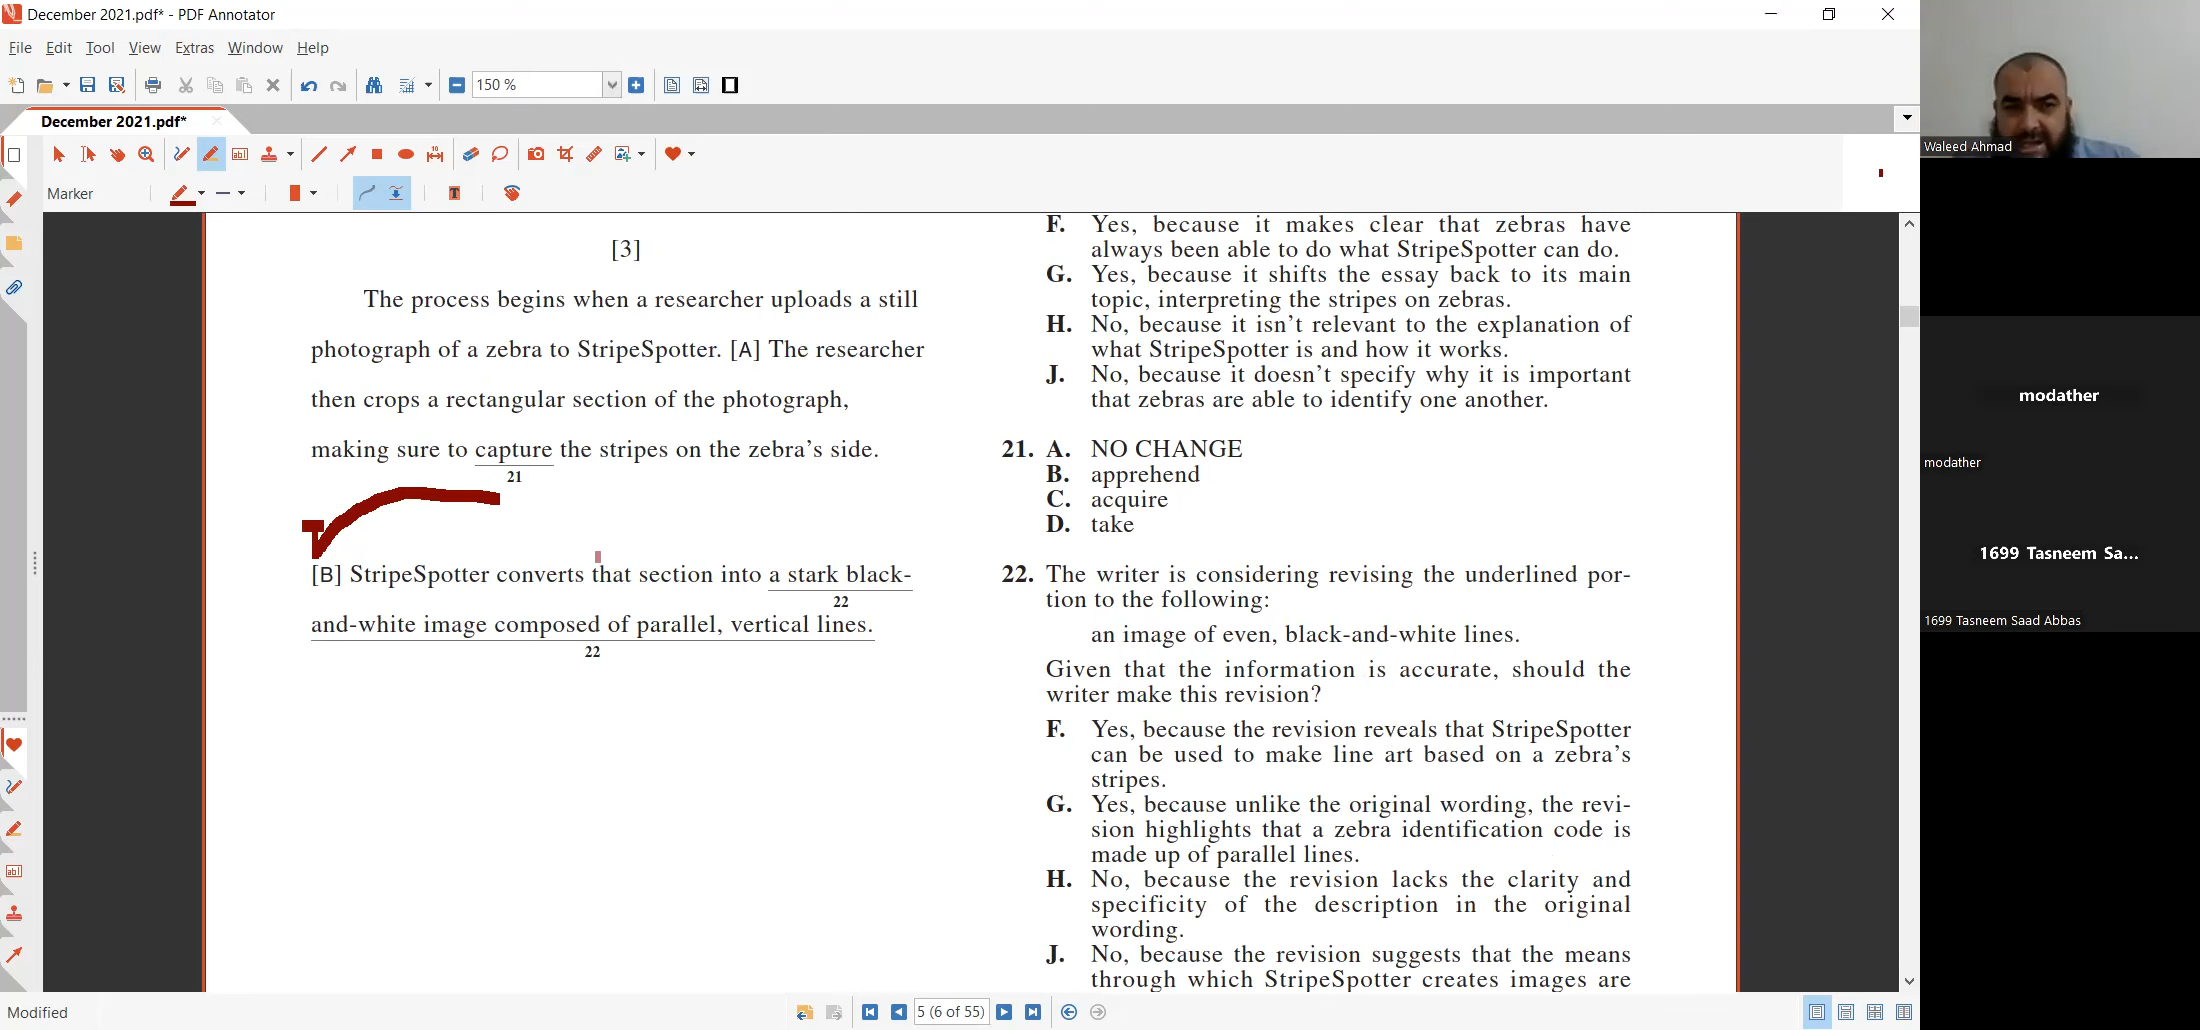 December 2021.pdf* - PDF Annotator
File Edit Tool View Extras Window Help
150 %
December 2021.pdf*
Marker
[3]
The process begins when a researcher uploads a still
photograph of a zebra to StripeSpotter. [A] The researcher
then crops a rectangular section of the photograph,
making sure to capture the stripes on the zebra's side.
21
[B] StripeSpotter converts that section into a stark black-
22
and-white image composed of parallel, vertical lines.
22
F. Yes, because it makes clear that zebras have
always been able to do what StripeSpotter can do.
G. Yes, because it shifts the essay back to its main
topic, interpreting the stripes on zebras.
H. No, because it isn't relevant to the explanation of
what StripeSpotter is and how it works.
J. No, because it doesn't specify why it is important
that zebras are able to identify one another.
21. A. NO CHANGE
B. apprehend
C. acquire
D. take
22. The writer is considering revising the underlined por-
tion to the following:
an image of even, black-and-white lines.
Given that the information is accurate, should the
writer make this revision?
F. Yes, because the revision reveals that StripeSpotter
can be used to make line art based on a zebra's
stripes.
G. Yes, because unlike the original wording, the revi-
sion highlights that a zebra identification code is
made up of parallel lines.
H. No, because the revision lacks the clarity and
specificity of the description in the original
wording.
J. No, because the revision suggests that the means
through which StripeSpotter creates images are
Modified
5 (6 of 55)
Waleed Ahmad
modather
modather
1699 Tasneem Sa...
1699 Tasneem Saad Abbas